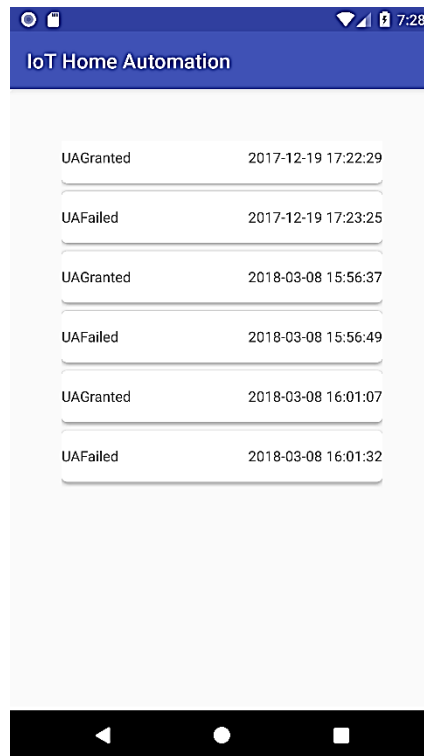 7:28
IoT Home Automation
UAGranted 2017-12-19 17:22:29
UAFailed 2017-12-19 17:23:25
UAGranted 2018-03-08 15:56:37
UAFailed 2018-03-08 15:56:49
UAGranted 2018-03-08 16:01:07
UAFailed 2018-03-08 16:01:32